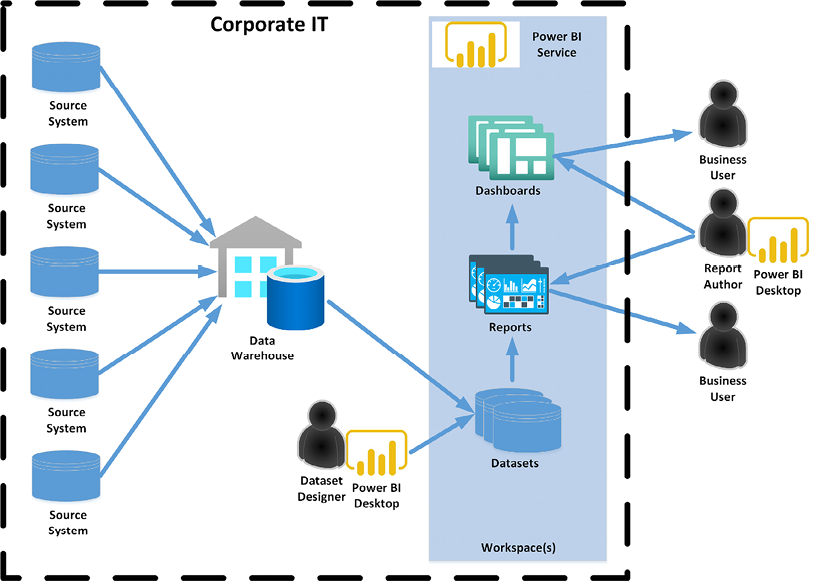 Corporate IT
Power BI
Service
Source
System
Source
System
Source
System
Source
System
Source
System
Data
Warehouse
Dataset
Designer
Power BI
Desktop
Dashboards
Reports
Datasets
Workspace(s)
Business
User
Report
Author
Power BI
Desktop
Business
User